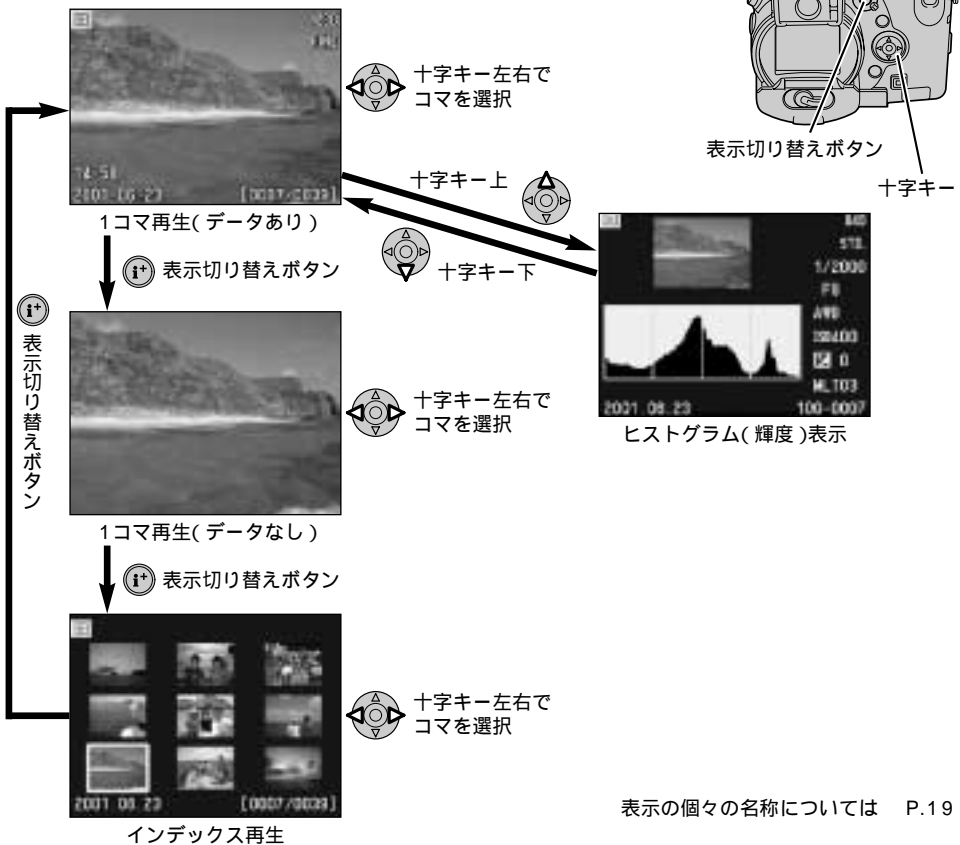 表示切り替えボタン
十字キー
十字キー左右で
コマを選択
14:50
2001 06-23 [0007/0039]
1コマ再生(データあり)
十字キー上
十字キー下
i+ 表示切り替えボタン
STD.
1/2000
F8
AWB
ISO400
0
MLT03
2001 06.23 100-0007
ヒストグラム(輝度)表示
i+ 表示切り替えボタン
十字キー左右で
コマを選択
1コマ再生(データなし)
i+ 表示切り替えボタン
十字キー左右で
コマを選択
2001 06 23 [0007/0039]
インデックス再生
表示の個々の名称については P.19